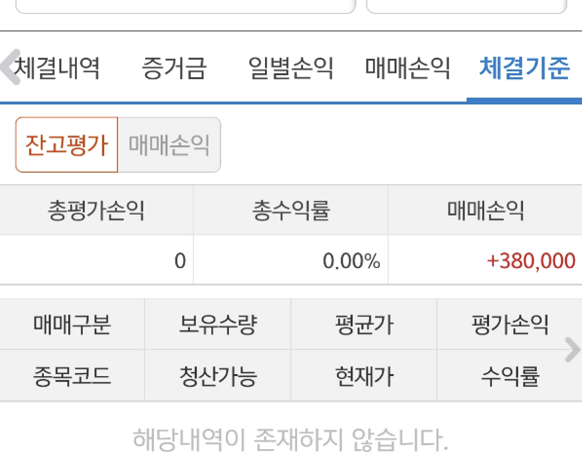 체결내역 증거금 일별손익 매매손익 체결기준
잔고평가 매매손익
총평가손익 총수익률 매매손익
0 0.00% +380,000
매매구분 보유수량 평균가 평가손익
종목코드 청산가능 현재가 수익률
해당내역이 존재하지 않습니다.